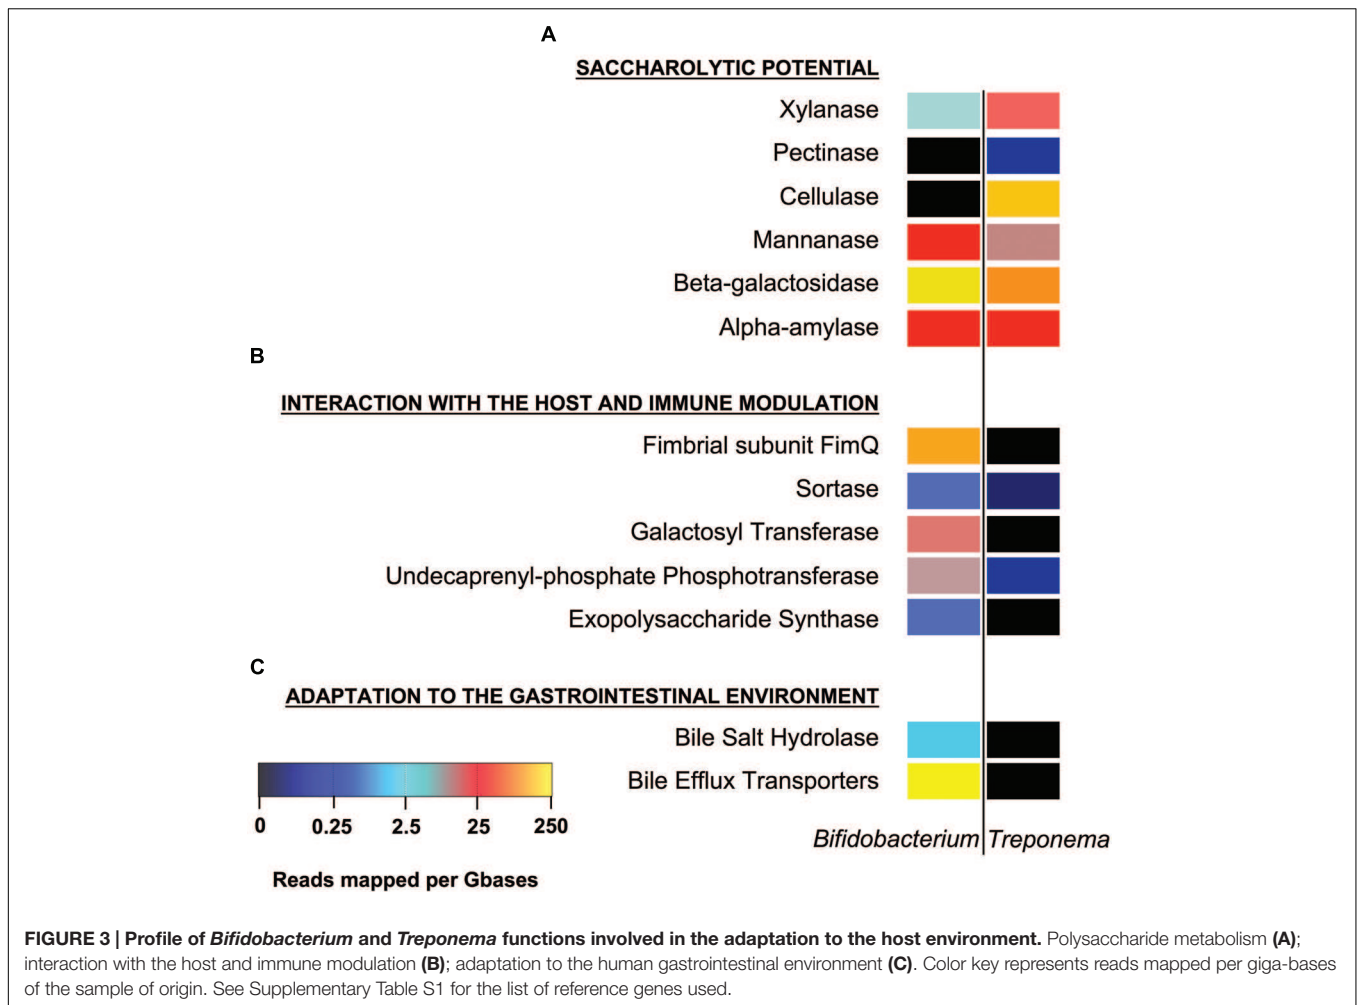 A
SACCHAROLYTIC POTENTIAL
Xylanase
Pectinase
Cellulase
Mannanase
Beta-galactosidase
Alpha-amylase
B
INTERACTION WITH THE HOST AND IMMUNE MODULATION
Fimbrial subunit FimQ
Sortase
Galactosyl Transferase
Undecaprenyl-phosphate Phosphotransferase
Exopolysaccharide Synthase
C
ADAPTATION TO THE GASTROINTESTINAL ENVIRONMENT
Bile Salt Hydrolase
Bile Efflux Transporters
0 0.25 2.5 25 250
Reads mapped per Gbases
Bifidobacterium Treponema
FIGURE 3 | Profile of Bifidobacterium and Treponema functions involved in the adaptation to the host environment. Polysaccharide metabolism (A);
interaction with the host and immune modulation (B); adaptation to the human gastrointestinal environment (C). Color key represents reads mapped per giga-bases
of the sample of origin. See Supplementary Table S1 for the list of reference genes used.